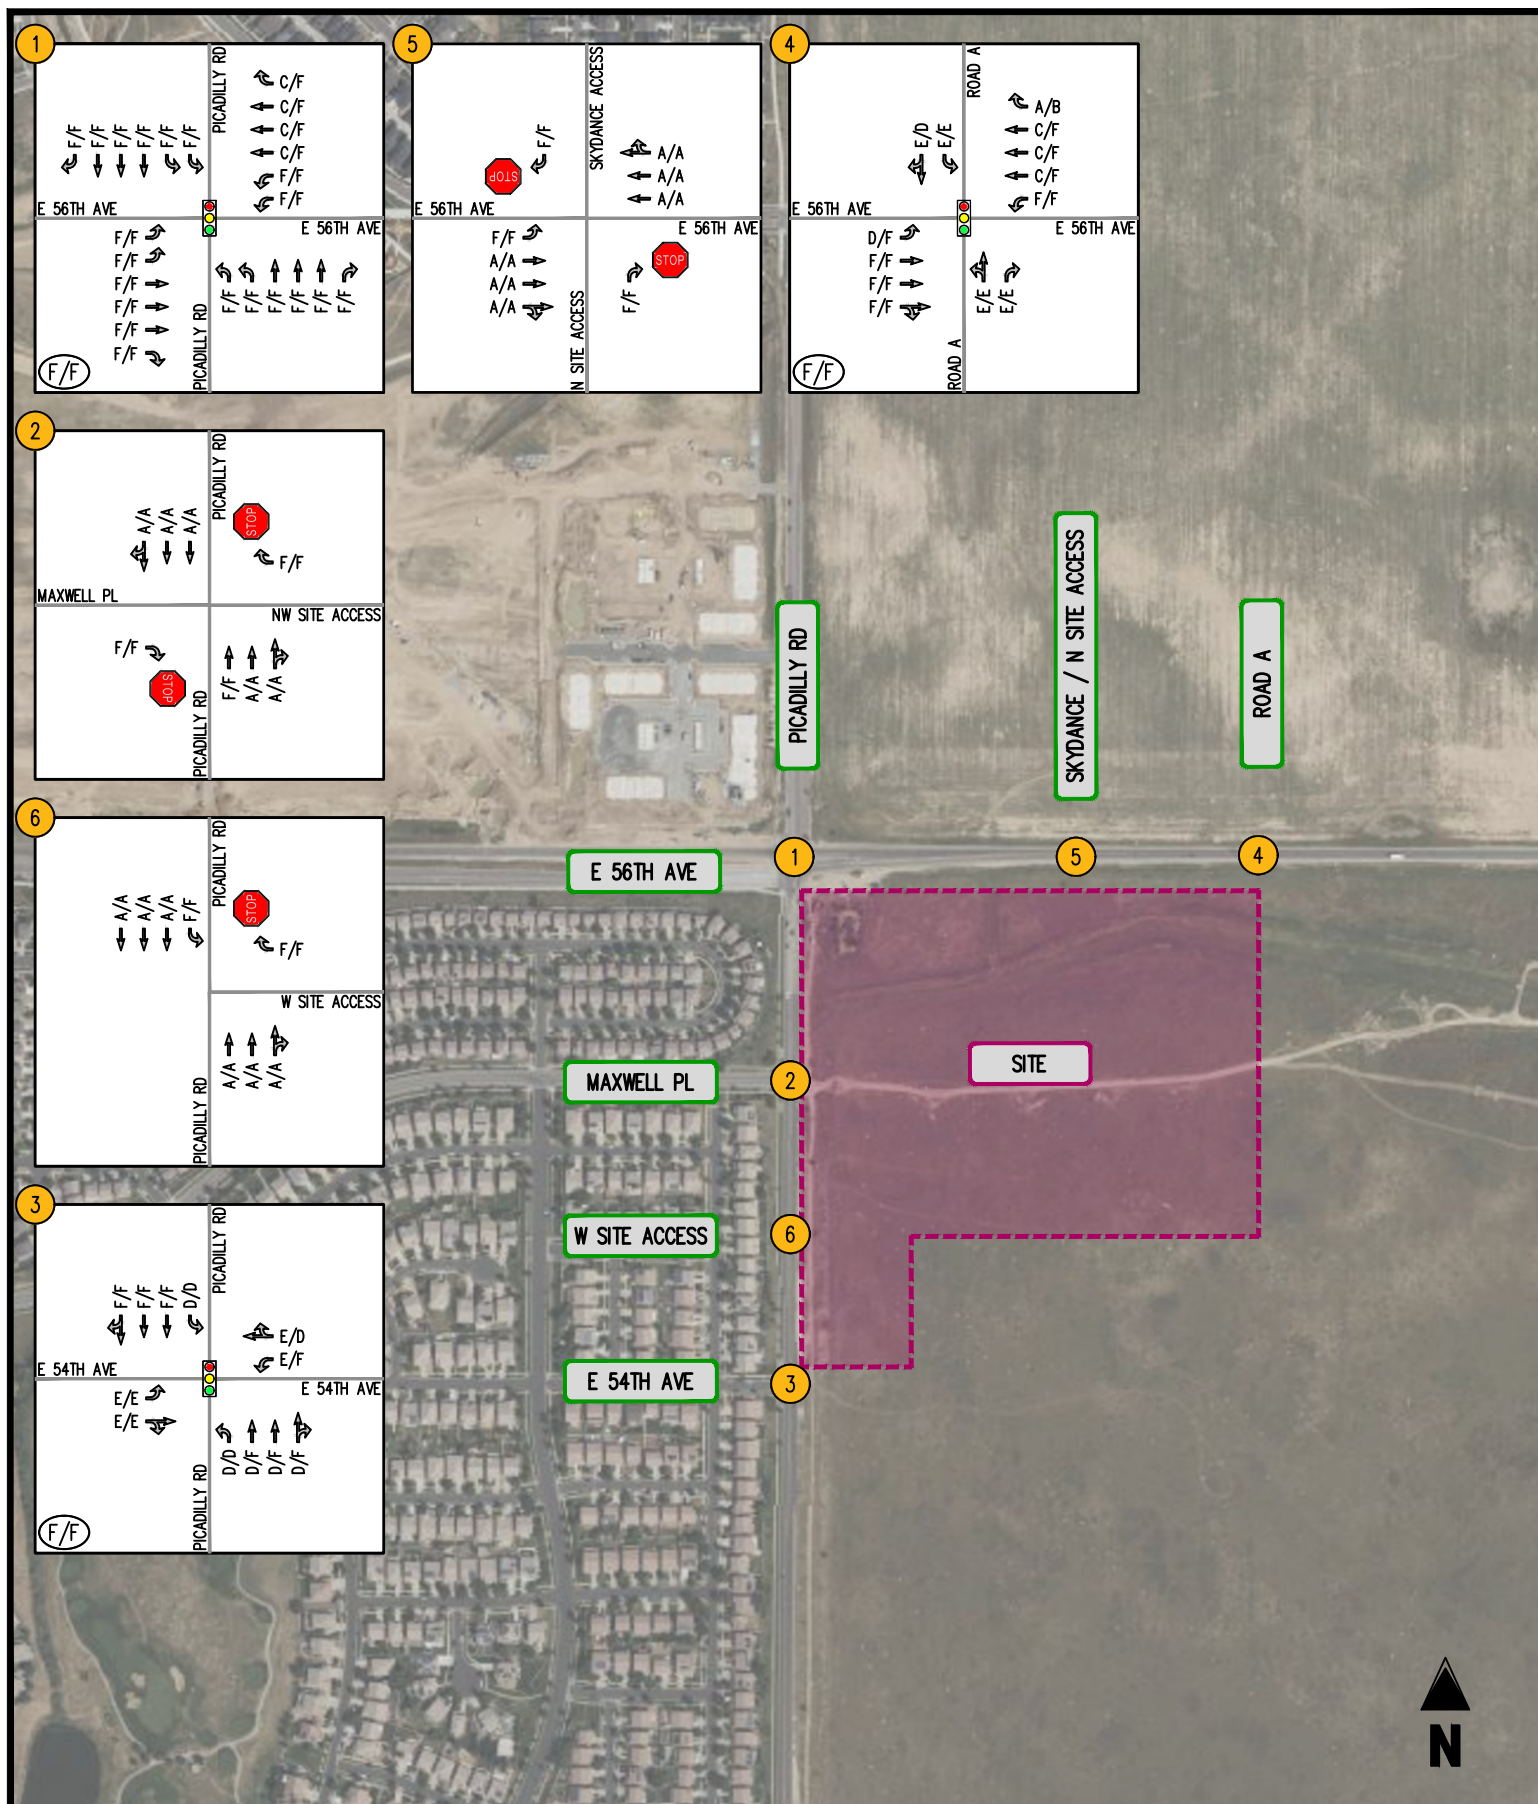 1
PICADILLY RD
C/F
C/F
C/F
C/F
F/F
F/F
F/F
F/F
F/F
F/F
F/F
F/F
E 56TH AVE
E 56TH AVE
F/F
F/F
F/F
F/F
F/F
F/F
F/F
F/F
F/F
F/F
F/F
F/F
PICADILLY RD
F/F
5
SKYDANCE ACCESS
F/F
STOP
A/A
A/A
A/A
E 56TH AVE
E 56TH AVE
F/F
A/A
A/A
A/A
STOP
F/F
N SITE ACCESS
4
ROAD A
E/D
E/E
A/B
C/F
C/F
C/F
F/F
E 56TH AVE
E 56TH AVE
D/F
F/F
F/F
F/F
E/E
E/E
ROAD A
F/F
2
PICADILLY RD
A/A
A/A
A/A
STOP
F/F
MAXWELL PL
NW SITE ACCESS
F/F
STOP
F/F
A/A
A/A
PICADILLY RD
6
PICADILLY RD
A/A
A/A
A/A
F/F
STOP
F/F
W SITE ACCESS
A/A
A/A
A/A
PICADILLY RD
3
PICADILLY RD
F/F
F/F
F/F
D/D
E/D
E/F
E 54TH AVE
E 54TH AVE
E/E
E/E
D/D
D/F
D/F
D/F
PICADILLY RD
F/F
PICADILLY RD
SKYDANCE / N SITE ACCESS
ROAD A
E 56TH AVE
1
5
4
MAXWELL PL
2
SITE
W SITE ACCESS
6
E 54TH AVE
3
N